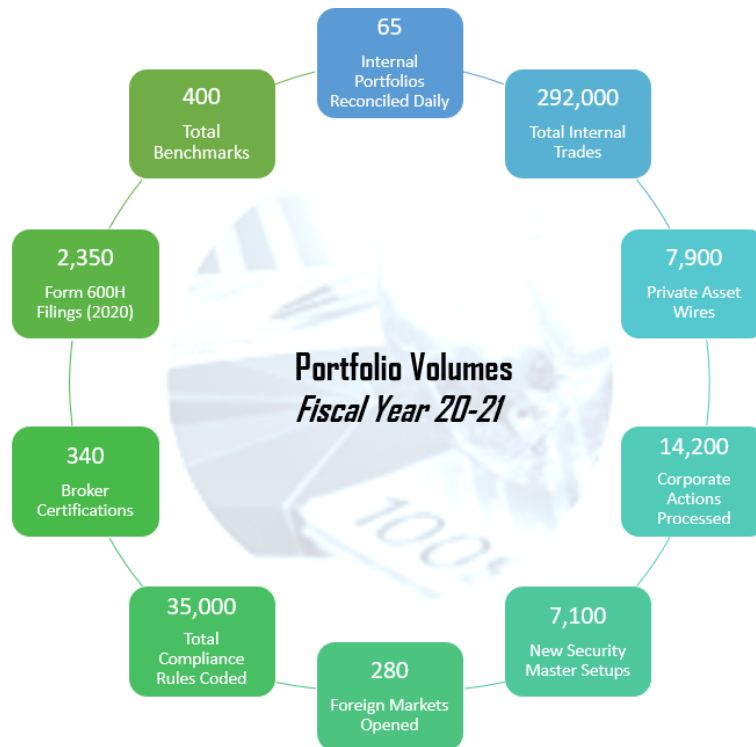 65
Internal
Portfolios
Reconciled Daily
292,000
Total Internal
Trades
7,900
Private Asset
Wires
14,200
Corporate
Actions
Processed
7,100
New Security
Master Setups
280
Foreign Markets
Opened
35,000
Total
Compliance
Rules Coded
340
Broker
Certifications
2,350
Form 600H
Filings (2020)
400
Total
Benchmarks
Portfolio Volumes
Fiscal Year 20-21
100%